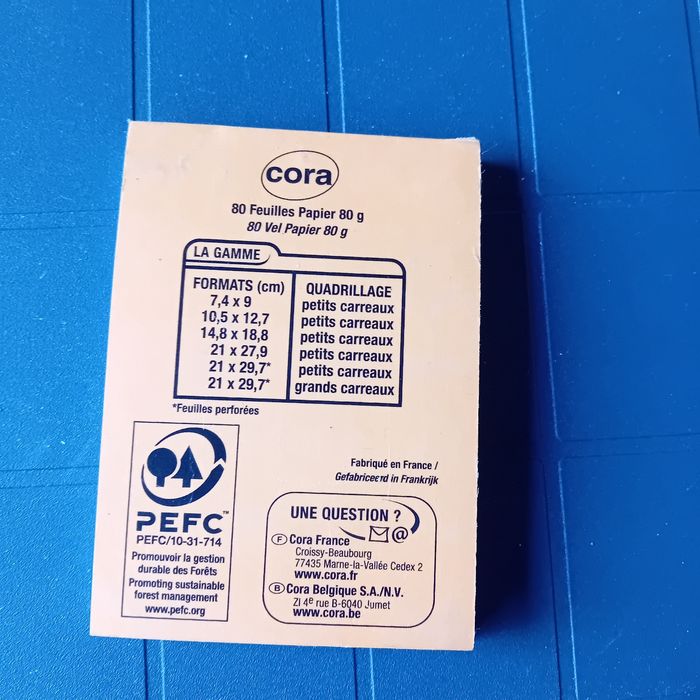 cora
80 Feuilles Papier 80 g
80 Vel Papier 80 g
LA GAMME
FORMATS (cm) QUADRILLAGE
7,4 x 9 petits carreaux
10,5 x 12,7 petits carreaux
14,8 x 18,8 petits carreaux
21 x 27,9 petits carreaux
21 x 29,7* petits carreaux
21 x 29,7* grands carreaux
*Feuilles perforées
PEFC™
PEFC/10-31-714
Promouvoir la gestion
durable des Forêts
Promoting sustainable
forest management
www.pefc.org
Fabriqué en France /
Gefabriceerd in Frankrijk
UNE QUESTION ?
@
F Cora France
Croissy-Beaubourg
77435 Marne-la-Vallée Cedex 2
www.cora.fr
B Cora Belgique S.A./N.V.
ZI 4e rue B-6040 Jumet
www.cora.be